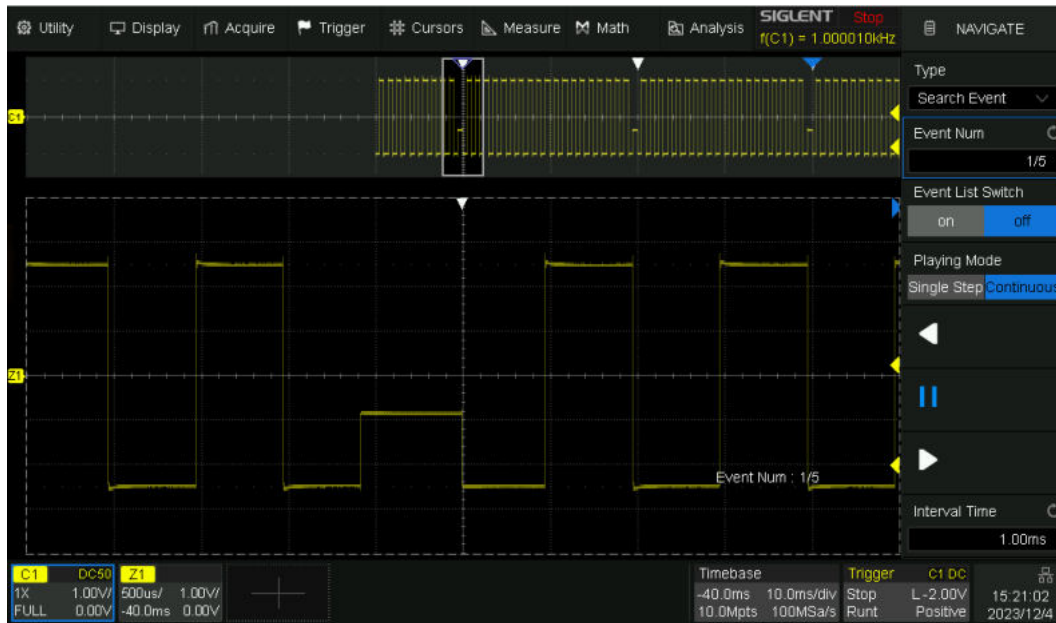 Utility Display Acquire Trigger Cursors Measure Math Analysis SIGLENT Stop
f(C1) = 1.000010kHz
NAVIGATE
Type
Search Event
Event Num
1/5
Event List Switch
on off
Playing Mode
Single Step Continuous
Interval Time
1.00ms
C1
Z1
Event Num : 1/5
C1 DC50
1X 1.00V/
FULL 0.00V
Z1
500us/ 1.00V/
-40.0ms 0.00V
Timebase
-40.0ms 10.0ms/div
10.0Mpts 100MSa/s
Trigger C1 DC
Stop L -2.00V
Runt Positive
15:21:02
2023/12/4